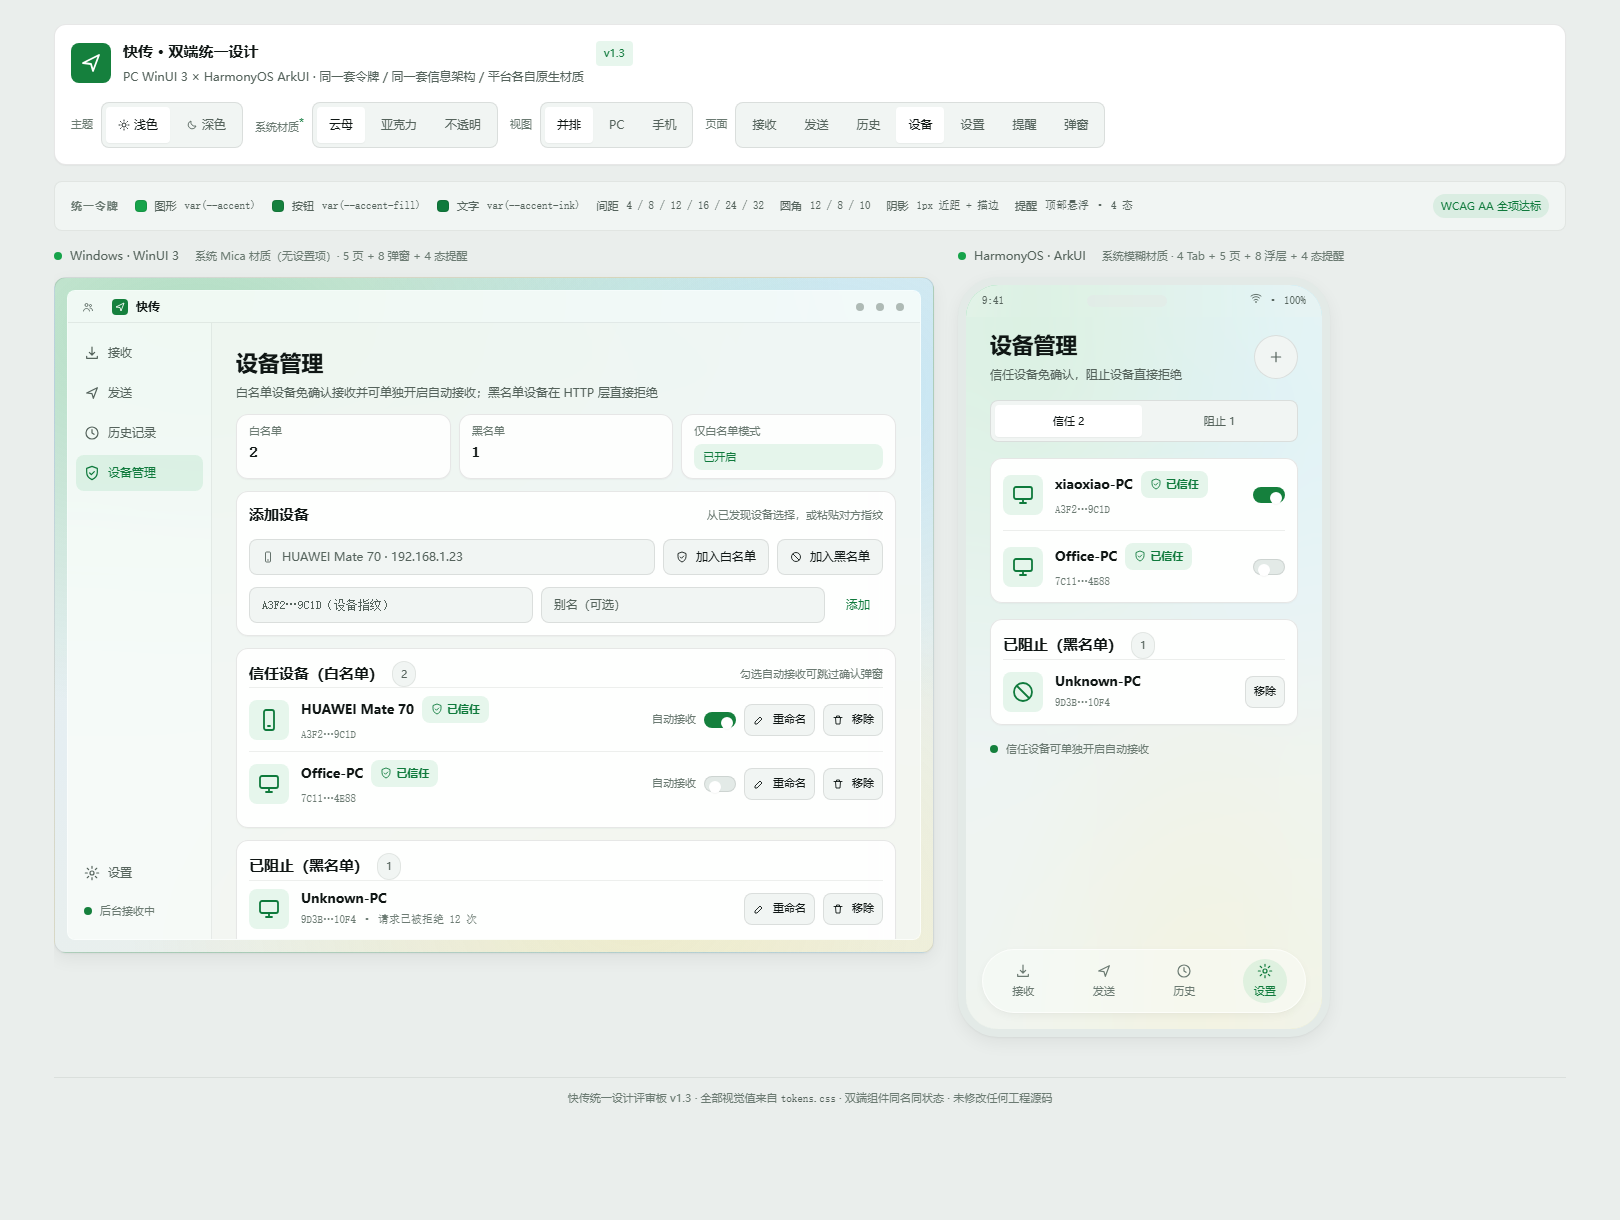 快传 · 双端统一设计
v1.3
PC WinUI 3 × HarmonyOS ArkUI · 同一套令牌 / 同一套信息架构 / 平台各自原生材质
主题 浅色 深色 系统材质* 云母 亚克力 不透明 视图 并排 PC 手机 页面 接收 发送 历史 设备 设置 提醒 弹窗
统一令牌 图形 var(--accent) 按钮 var(--accent-fill) 文字 var(--accent-ink) 间距 4 / 8 / 12 / 16 / 24 / 32 圆角 12 / 8 / 10 阴影 1px 近距 + 描边 提醒 顶部悬浮 · 4 态 WCAG AA 全项达标
Windows · WinUI 3 系统 Mica 材质（无设置项）· 5 页 + 8 弹窗 + 4 态提醒
快传
接收
发送
历史记录
设备管理
设置
后台接收中
设备管理
白名单设备免确认接收并可单独开启自动接收；黑名单设备在 HTTP 层直接拒绝
白名单
2
黑名单
1
仅白名单模式
已开启
添加设备 从已发现设备选择，或粘贴对方指纹
HUAWEI Mate 70 · 192.168.1.23 加入白名单 加入黑名单
A3F2···9C1D（设备指纹） 别名（可选） 添加
信任设备（白名单） 2 勾选自动接收可跳过确认弹窗
HUAWEI Mate 70 已信任
A3F2···9C1D
自动接收 重命名 移除
Office-PC 已信任
7C11···4E88
自动接收 重命名 移除
已阻止（黑名单） 1
Unknown-PC
9D3B···10F4 · 请求已被拒绝 12 次
重命名 移除
HarmonyOS · ArkUI 系统模糊材质 · 4 Tab + 5 页 + 8 浮层 + 4 态提醒
9:41 · 100%
设备管理
信任设备免确认，阻止设备直接拒绝
信任 2 阻止 1
xiaoxiao-PC 已信任
A3F2···9C1D
Office-PC 已信任
7C11···4E88
已阻止（黑名单） 1
Unknown-PC
9D3B···10F4
移除
信任设备可单独开启自动接收
接收 发送 历史 设置
快传统一设计评审板 v1.3 · 全部视觉值来自 tokens.css · 双端组件同名同状态 · 未修改任何工程源码